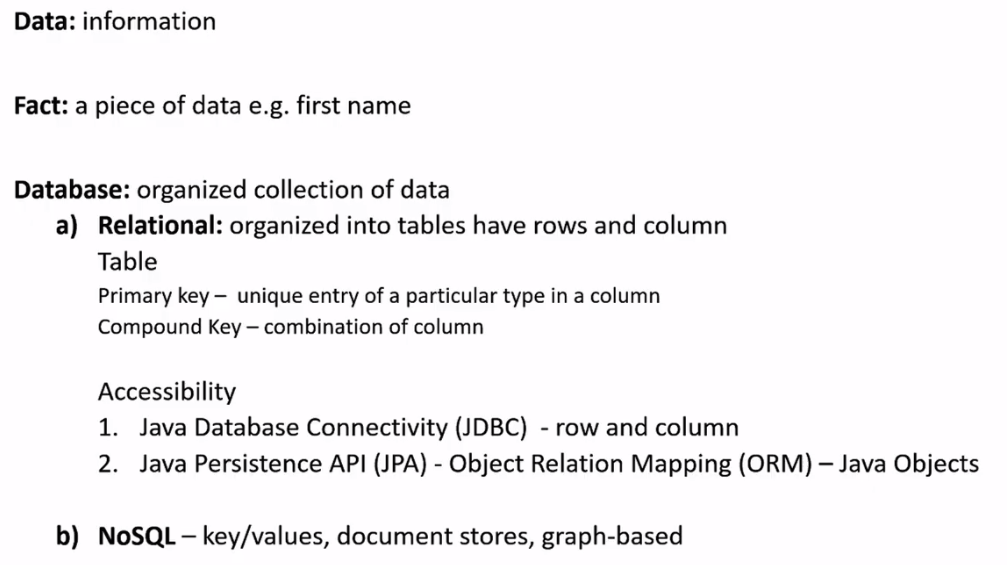 Data: information
Fact: a piece of data e.g. first name
Database: organized collection of data
a) Relational: organized into tables have rows and column
Table
Primary key – unique entry of a particular type in a column
Compound Key – combination of column
Accessibility
1. Java Database Connectivity (JDBC) - row and column
2. Java Persistence API (JPA) - Object Relation Mapping (ORM) – Java Objects
b) NoSQL – key/values, document stores, graph-based